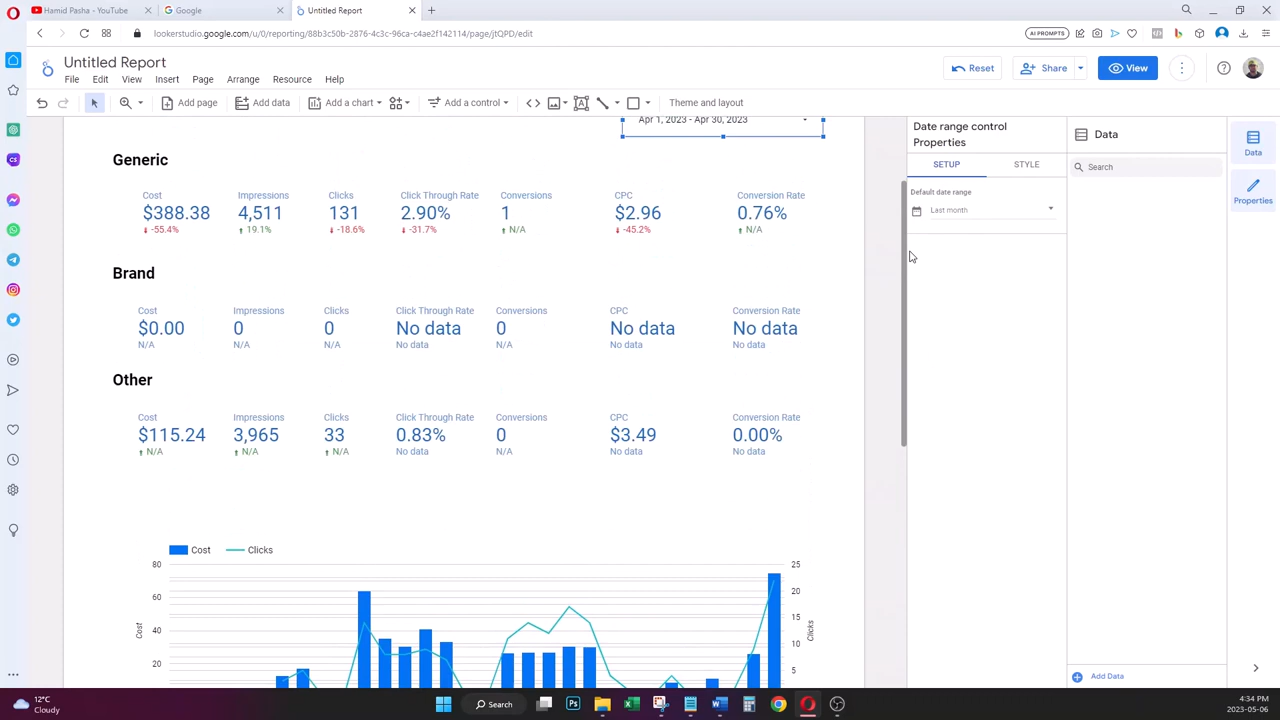 Hamid Pasha - YouTube
Google
Untitled Report
lookerstudio.google.com/u/0/reporting/88b3c50b-2876-4c3c-96ca-c4ae2f142114/page/jtQPD/edit
AI PROMPTS
Untitled Report
File Edit View Insert Page Arrange Resource Help
Reset
Share
View
Add page
Add data
Add a chart
Add a control
Theme and layout
Apr 1, 2023 - Apr 30, 2023
Generic
Cost Impressions Clicks Click Through Rate Conversions CPC Conversion Rate
$388.38 4,511 131 2.90% 1 $2.96 0.76%
-55.4% 19.1% -18.6% -31.7% N/A -45.2% N/A
Brand
Cost Impressions Clicks Click Through Rate Conversions CPC Conversion Rate
$0.00 0 0 No data 0 No data No data
N/A N/A N/A No data N/A No data No data
Other
Cost Impressions Clicks Click Through Rate Conversions CPC Conversion Rate
$115.24 3,965 33 0.83% 0 $3.49 0.00%
N/A N/A N/A No data N/A No data No data
Cost Clicks
80 25
20
60
15
40
10
20 5
Cost
Clicks
Date range control
Properties
SETUP STYLE
Default date range
Last month
Data
Search
Add Data
Data
Properties
12°C
Cloudy
Search
4:34 PM
2023-05-06